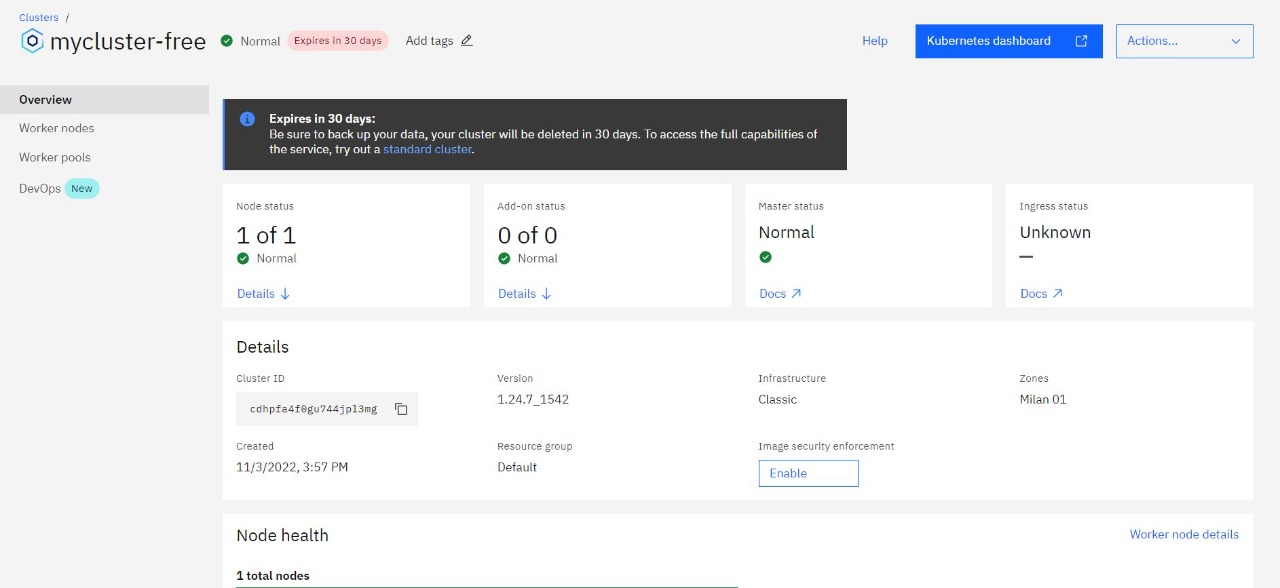 Clusters /
mycluster-free Normal Expires in 30 days Add tags Help Kubernetes dashboard Actions...
Overview
Worker nodes
Worker pools
DevOps New
Expires in 30 days:
Be sure to back up your data, your cluster will be deleted in 30 days. To access the full capabilities of
the service, try out a standard cluster.
Node status
1 of 1
Normal
Details
Add-on status
0 of 0
Normal
Details
Master status
Normal
Docs
Ingress status
Unknown
Docs
Details
Cluster ID
cdhpfa4f0gu744jpl3mg
Version
1.24.7_1542
Infrastructure
Classic
Zones
Milan 01
Created
11/3/2022, 3:57 PM
Resource group
Default
Image security enforcement
Enable
Node health
Worker node details
1 total nodes